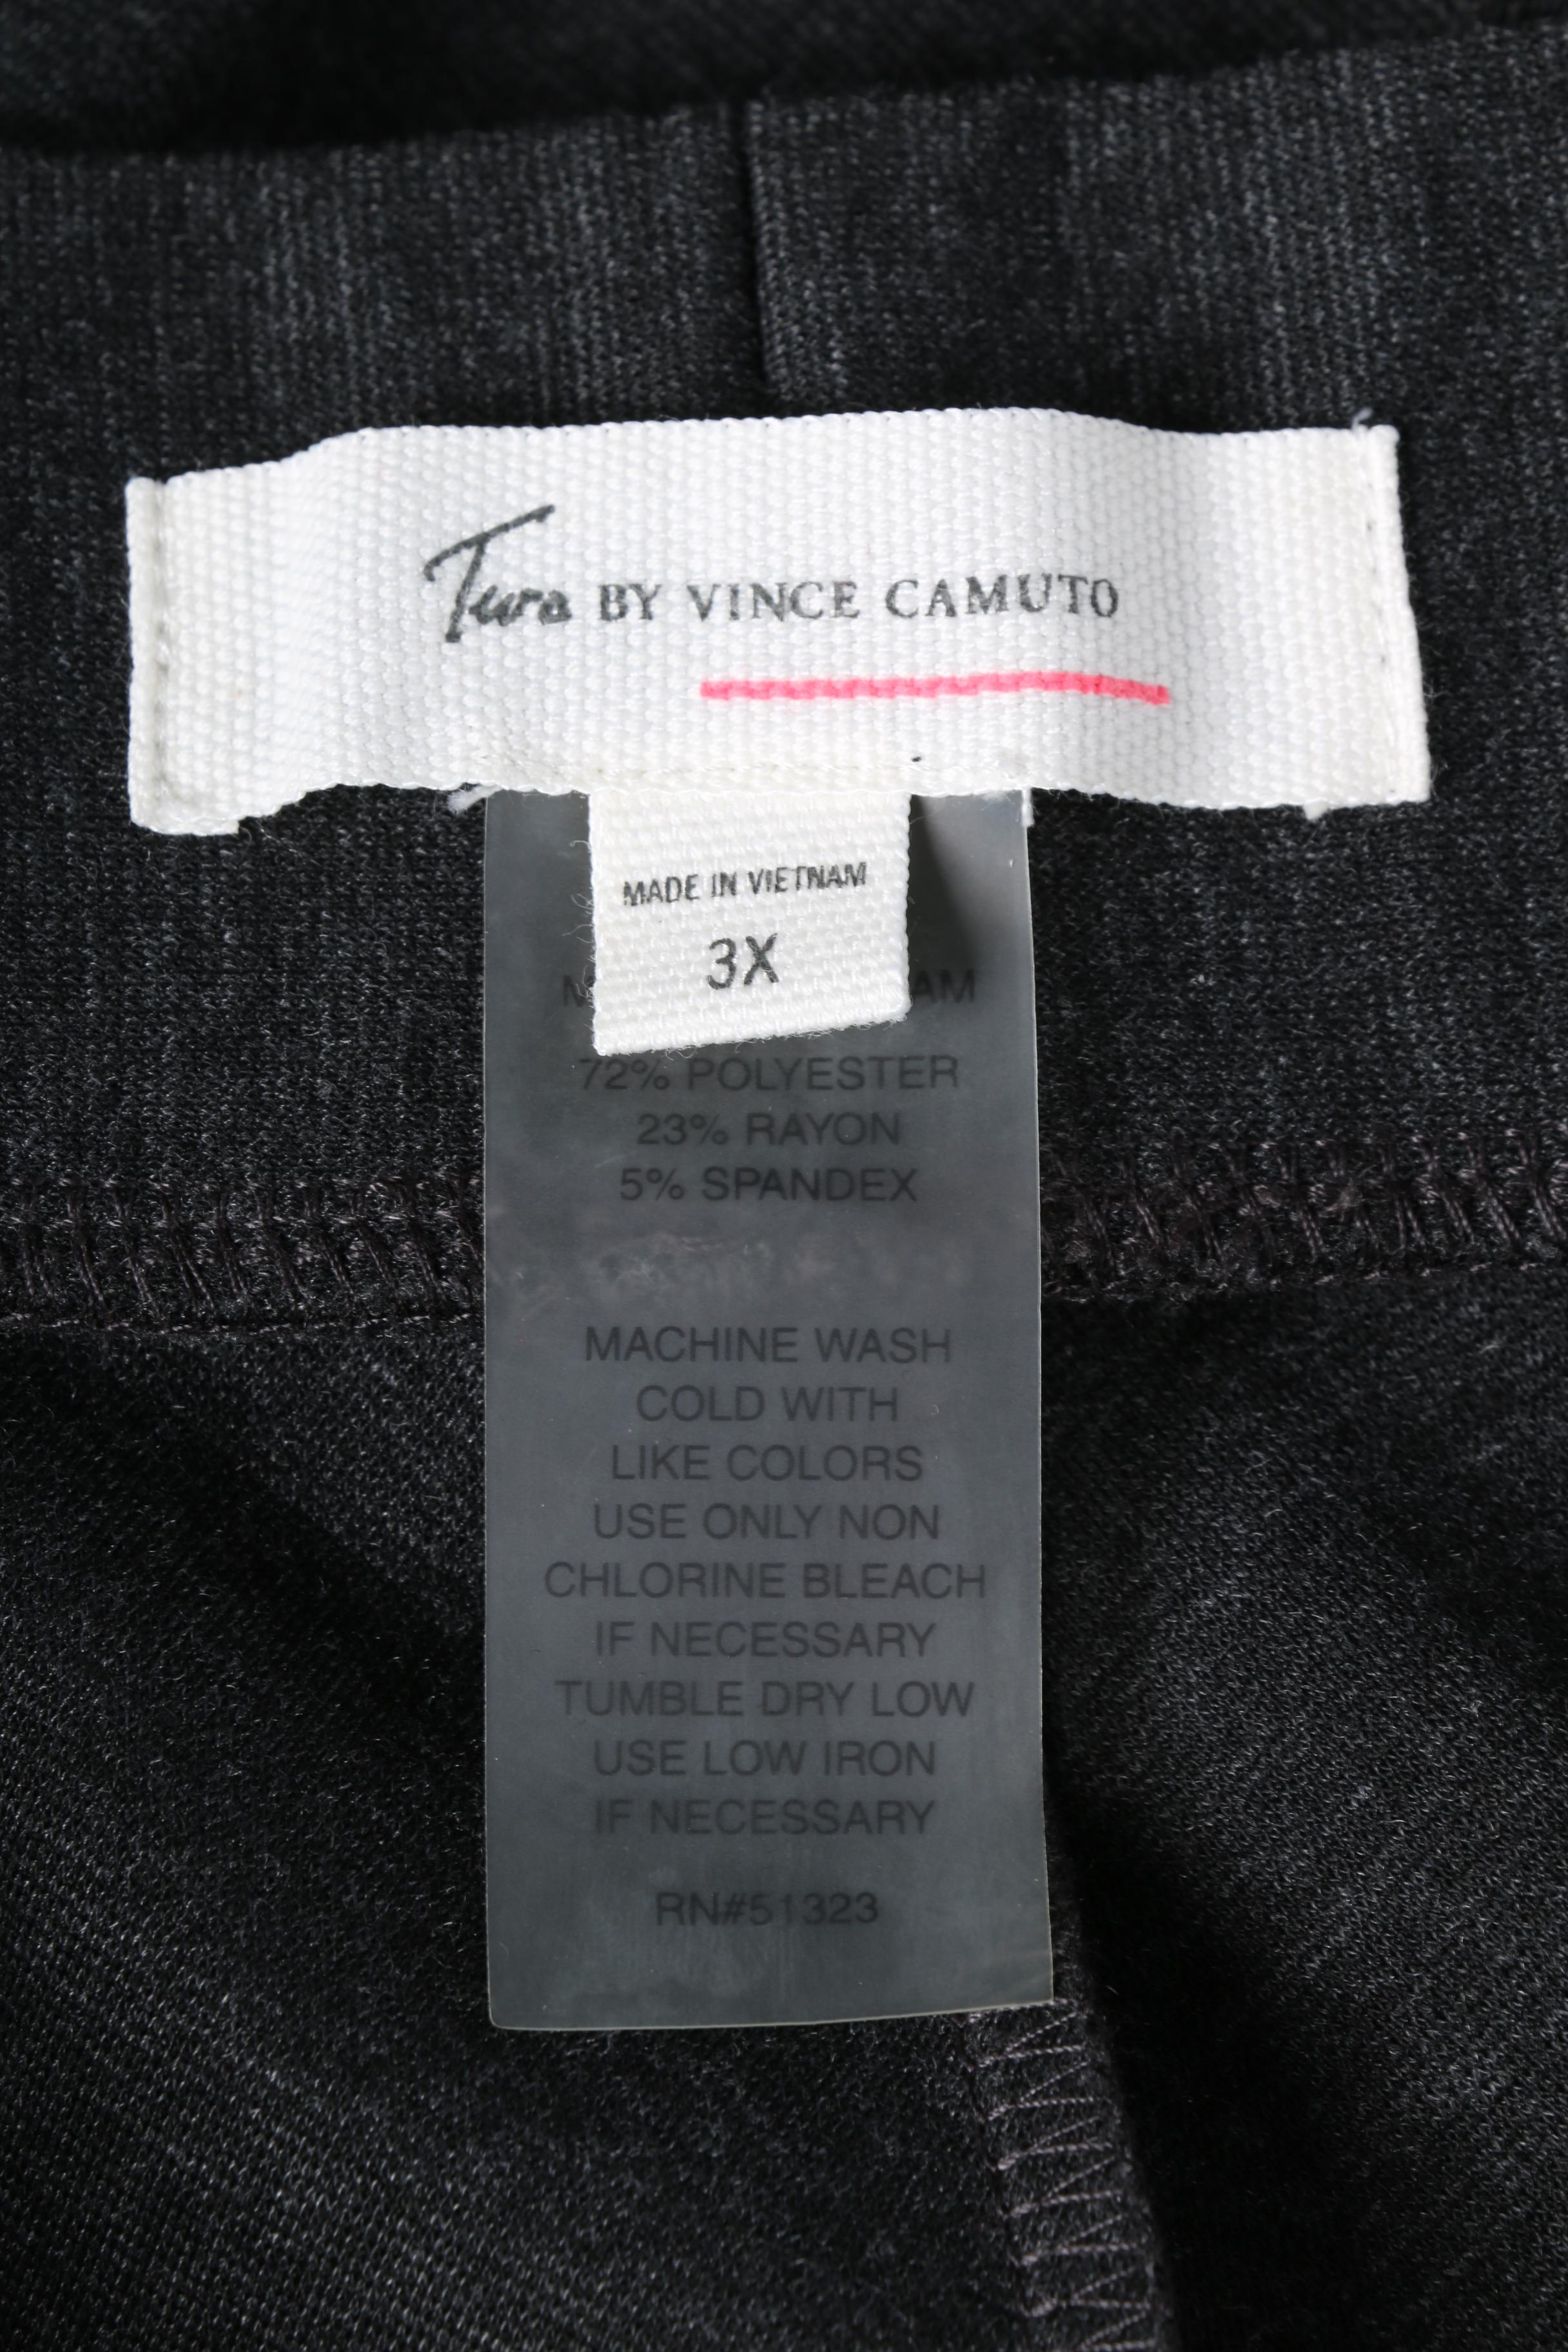 Two BY VINCE CAMUTO
MADE IN VIETNAM
3X
72% POLYESTER
23% RAYON
5% SPANDEX
MACHINE WASH
COLD WITH
LIKE COLORS
USE ONLY NON
CHLORINE BLEACH
IF NECESSARY
TUMBLE DRY LOW
USE LOW IRON
IF NECESSARY
RN#51323